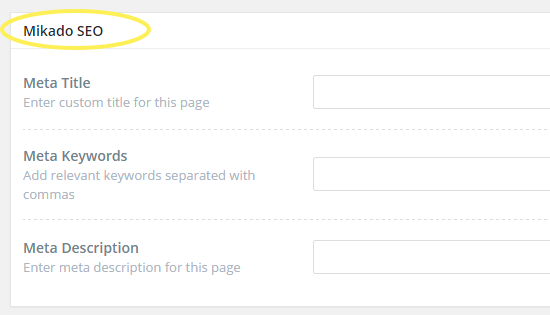 Mikado SEO
Meta Title
Enter custom title for this page
Meta Keywords
Add relevant keywords separated with
commas
Meta Description
Enter meta description for this page